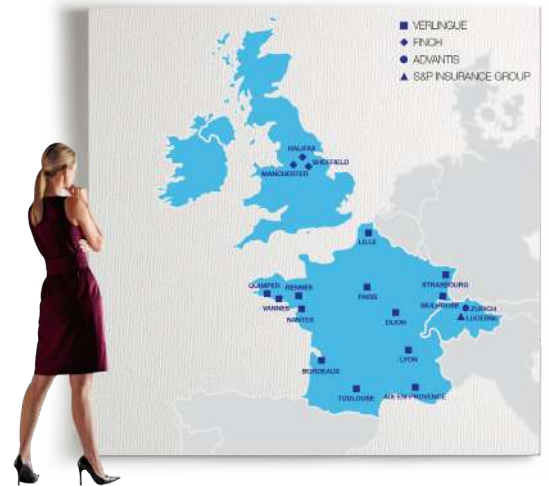 VERLINGUE
FINCH
ADVANTIS
S&P INSURANCE GROUP
HALIFAX
SHEFFIELD
MANCHESTER
LILLE
QUIMPER
RENNES
VANNES
NANTES
PARIS
STRASBOURG
MULHOUSE
ZURICH
LUCERNE
DIJON
LYON
BORDEAUX
TOULOUSE
AIX-EN-PROVENCE